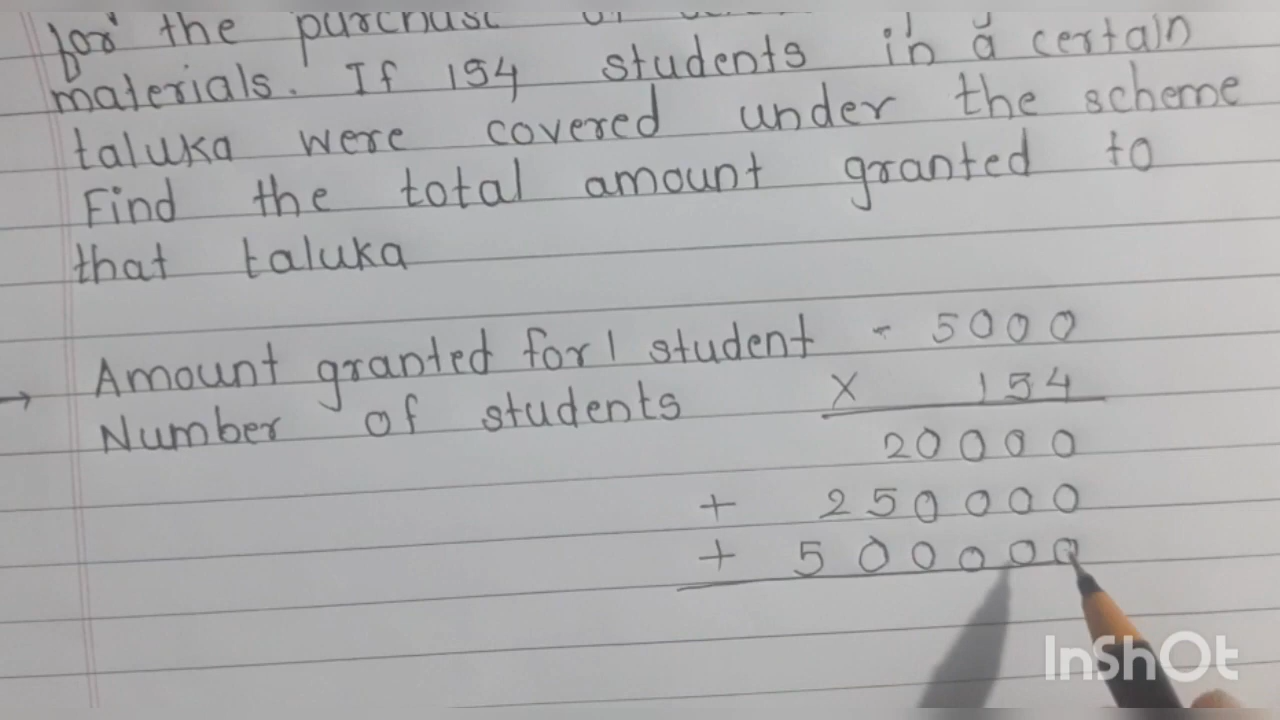 for the purchase
materials. If 154 students in a certain
taluka were covered under the scheme
Find the total amount granted to
that taluka
Amount granted for 1 student - 5000
Number of students x 154
20000
+ 250000
+ 500000
InShOt